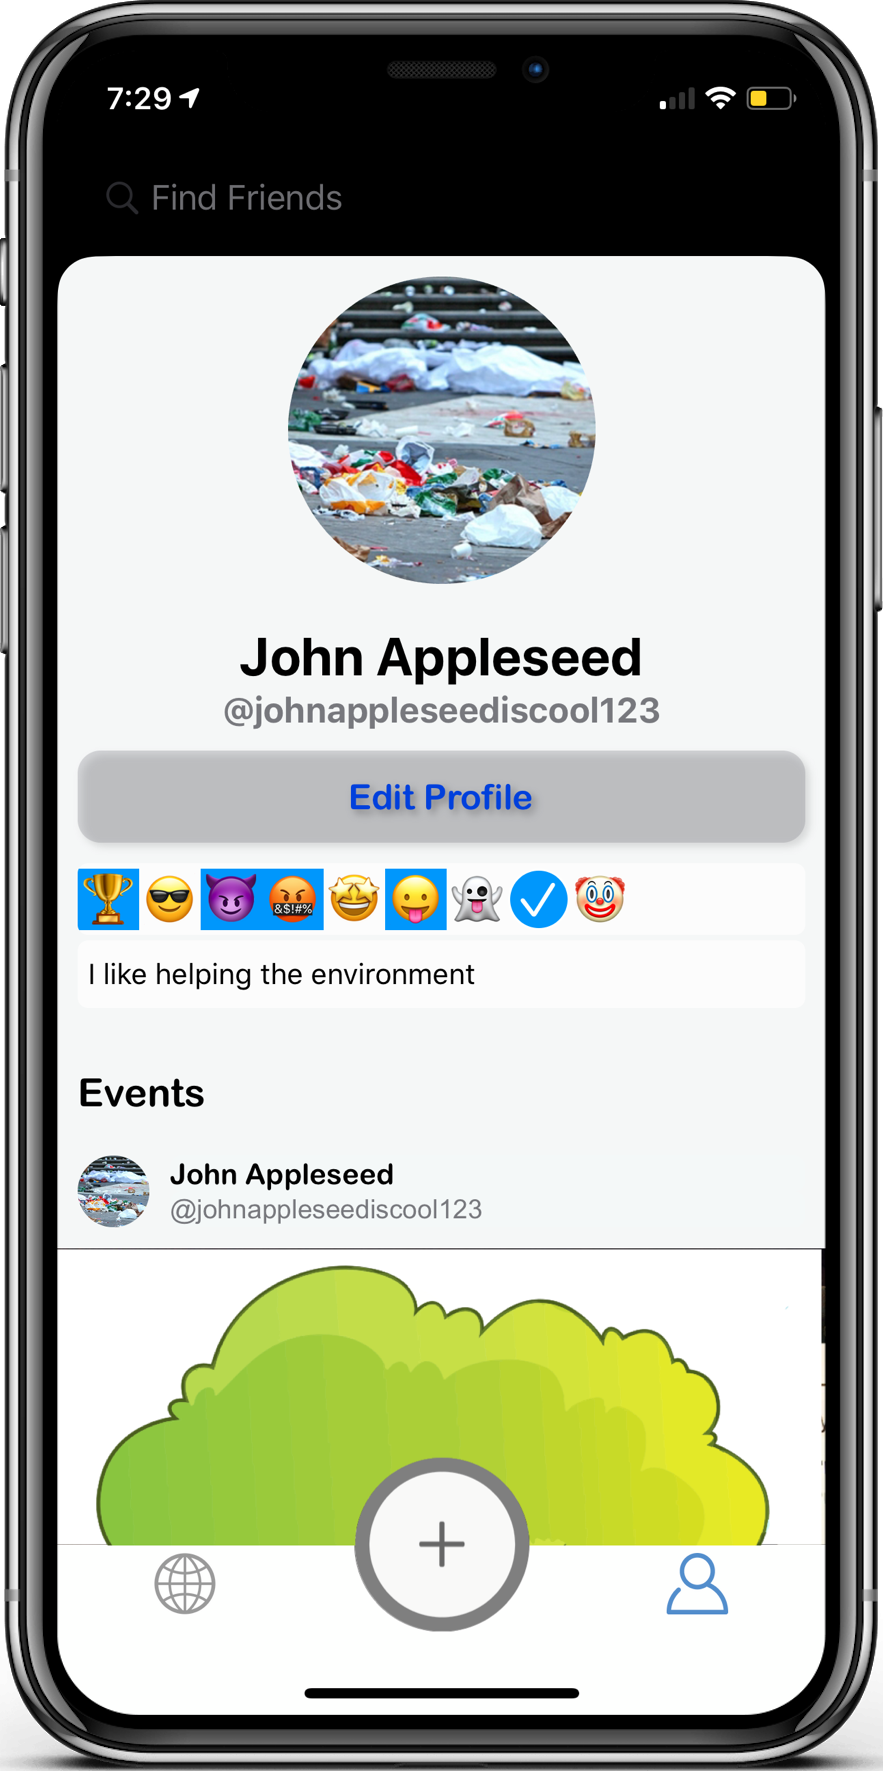 7:29
Find Friends
John Appleseed
@johnappleseediscool123
Edit Profile
&$!#%
I like helping the environment
Events
John Appleseed
@johnappleseediscool123